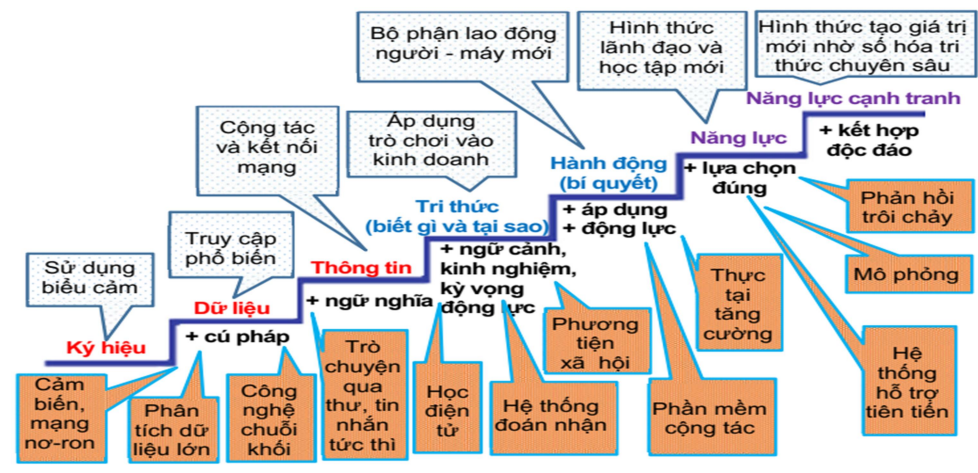 Bộ phận lao động
người - máy mới
Hình thức
lãnh đạo và
học tập mới
Hình thức tạo giá trị
mới nhờ số hóa tri
thức chuyên sâu
Năng lực cạnh tranh
+ kết hợp
độc đáo
Cộng tác
và kết nối
mạng
Áp dụng
trò chơi vào
kinh doanh
Năng lực
+ lựa chọn
đúng
Hành động
(bí quyết)
+ áp dụng
+ động lực
Tri thức
(biết gì và tại sao)
+ ngữ cảnh,
kinh nghiệm,
kỳ vọng
động lực
Truy cập
phổ biến
Thông tin
+ ngữ nghĩa
Sử dụng
biểu cảm
Dữ liệu
+ cú pháp
Ký hiệu
Phản hồi
trôi chảy
Mô phỏng
Thực
tại
tăng
cường
Phương
tiện
xã hội
Hệ
thống
hỗ trợ
tiên tiến
Cảm
biến,
mạng
nơ-ron
Phân
tích dữ
liệu lớn
Công
nghệ
chuỗi
khối
Trò
chuyện
qua
thư, tin
nhắn
tức thì
Học
điện
tử
Hệ thống
đoán nhận
Phần mềm
cộng tác